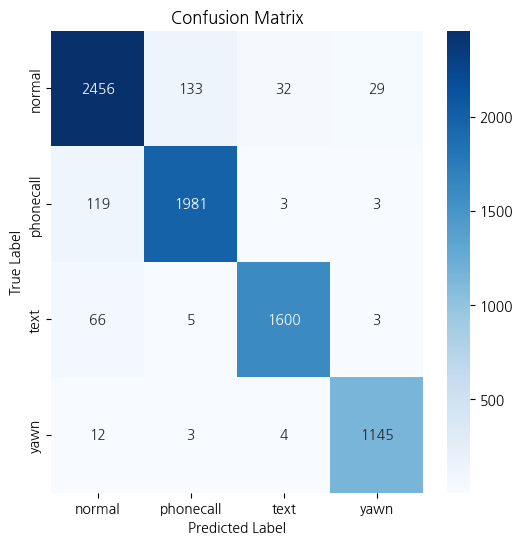 Confusion Matrix
True Label
normal
2456 133 32 29
phonecall
119 1981 3 3
text
66 5 1600 3
yawn
12 3 4 1145
normal phonecall text yawn
Predicted Label
2000
1500
1000
500